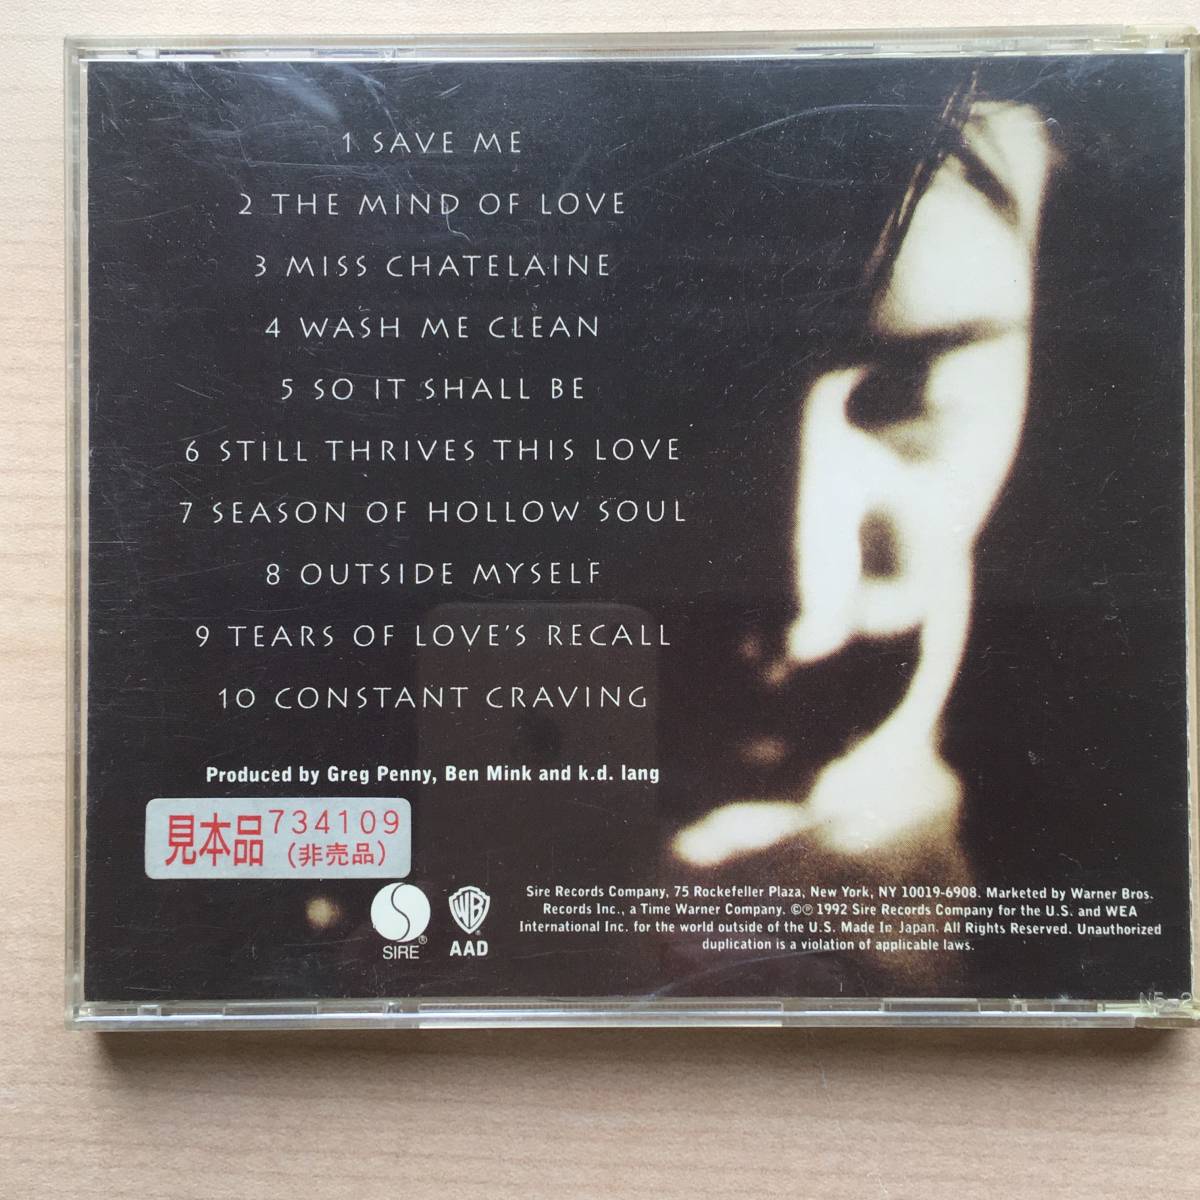 1 SAVE ME
2 THE MIND OF LOVE
3 MISS CHATELAINE
4 WASH ME CLEAN
5 SO IT SHALL BE
6 STILL THRIVES THIS LOVE
7 SEASON OF HOLLOW SOUL
8 OUTSIDE MYSELF
9 TEARS OF LOVE'S RECALL
10 CONSTANT CRAVING
Produced by Greg Penny, Ben Mink and k.d. lang
見本品 734109
(非売品)
SIRE®
WB
AAD
Sire Records Company, 75 Rockefeller Plaza, New York, NY 10019-6908. Marketed by Warner Bros.
Records Inc., a Time Warner Company. ©℗ 1992 Sire Records Company for the U.S. and WEA
International Inc. for the world outside of the U.S. Made In Japan. All Rights Reserved. Unauthorized
duplication is a violation of applicable laws.